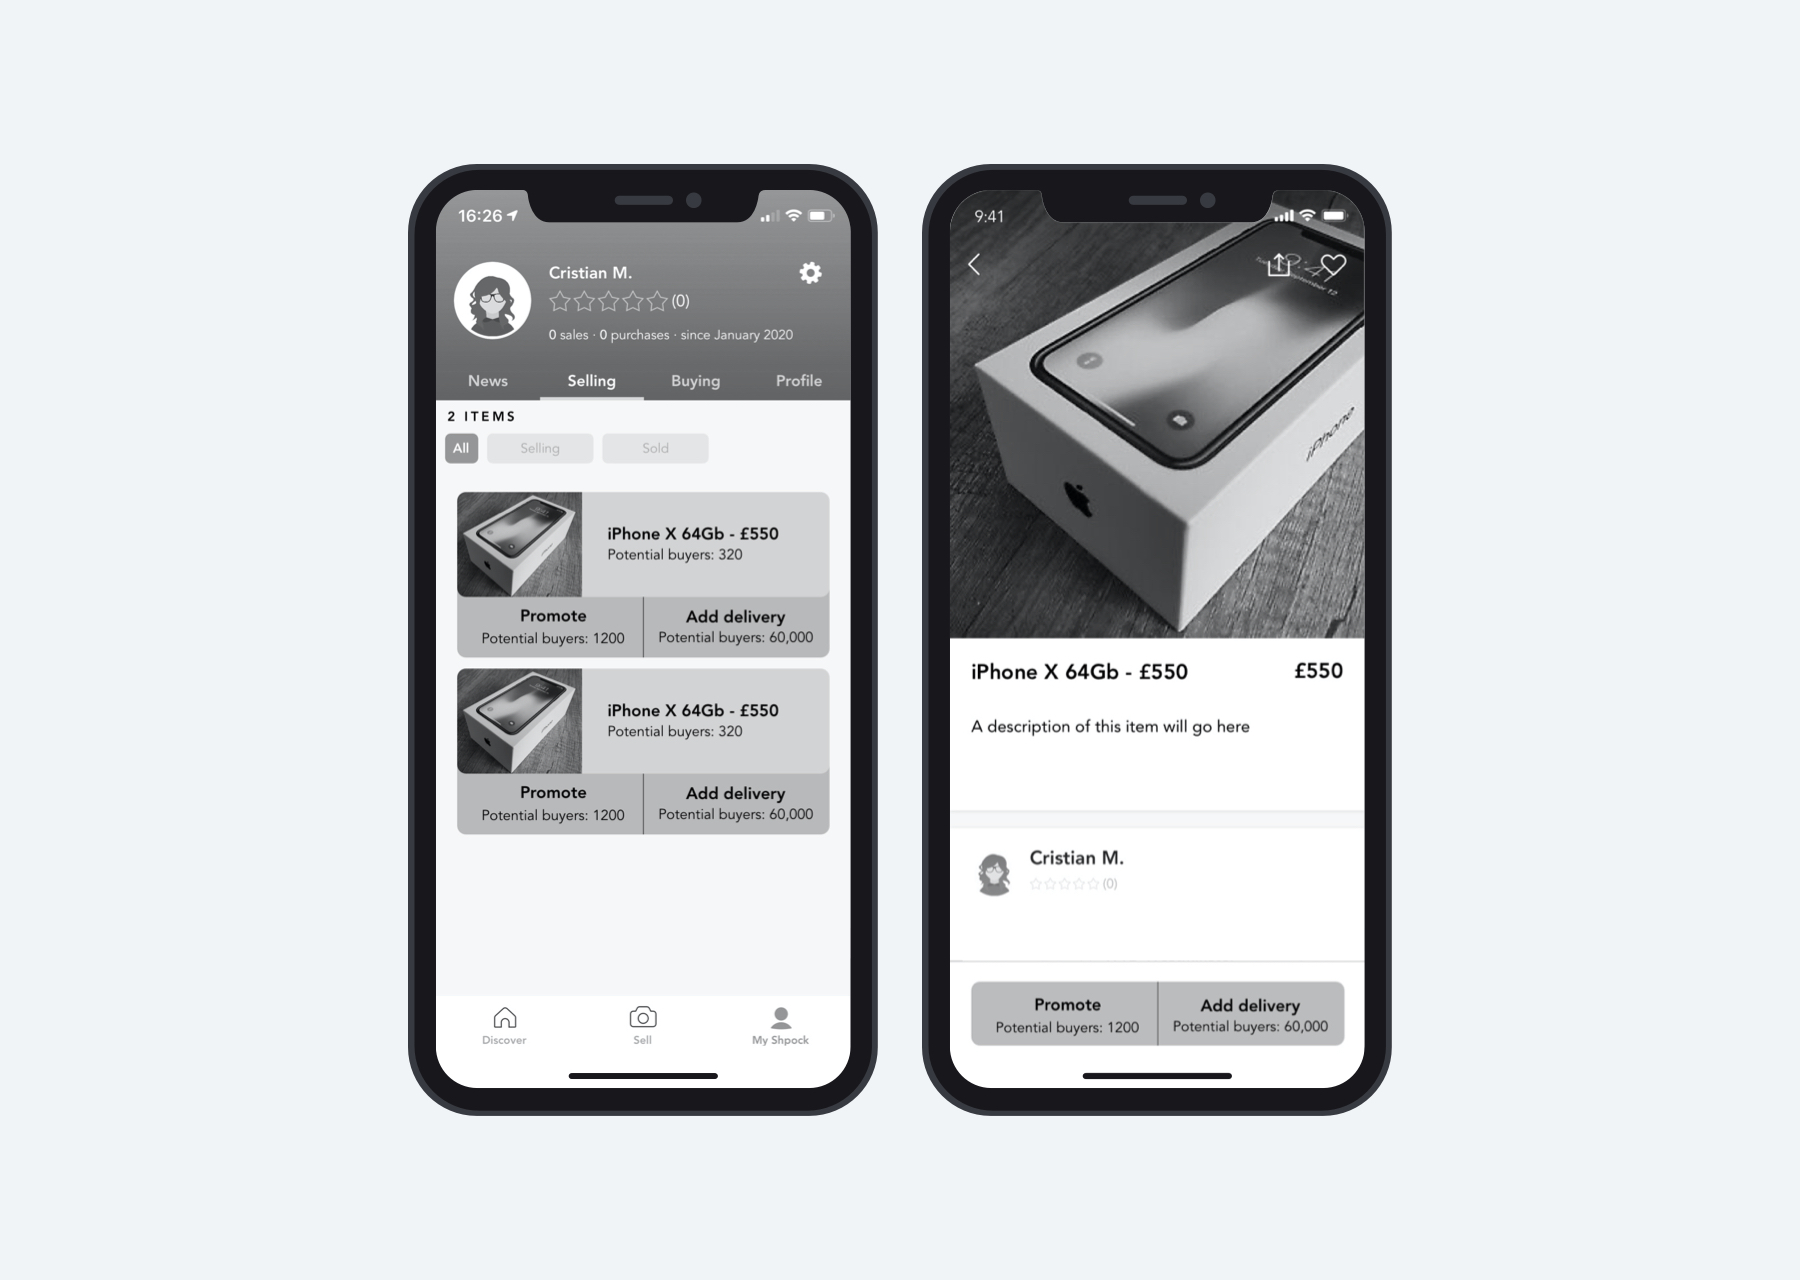 16:26
Cristian M.
(0)
0 sales · 0 purchases · since January 2020
News Selling Buying Profile
2 ITEMS
All Selling Sold
iPhone X 64Gb - £550
Potential buyers: 320
Promote Add delivery
Potential buyers: 1200 Potential buyers: 60,000
iPhone X 64Gb - £550
Potential buyers: 320
Promote Add delivery
Potential buyers: 1200 Potential buyers: 60,000
Discover Sell My Shpock
9:41
iPhone
iPhone X 64Gb - £550 £550
A description of this item will go here
Cristian M.
(0)
Promote Add delivery
Potential buyers: 1200 Potential buyers: 60,000